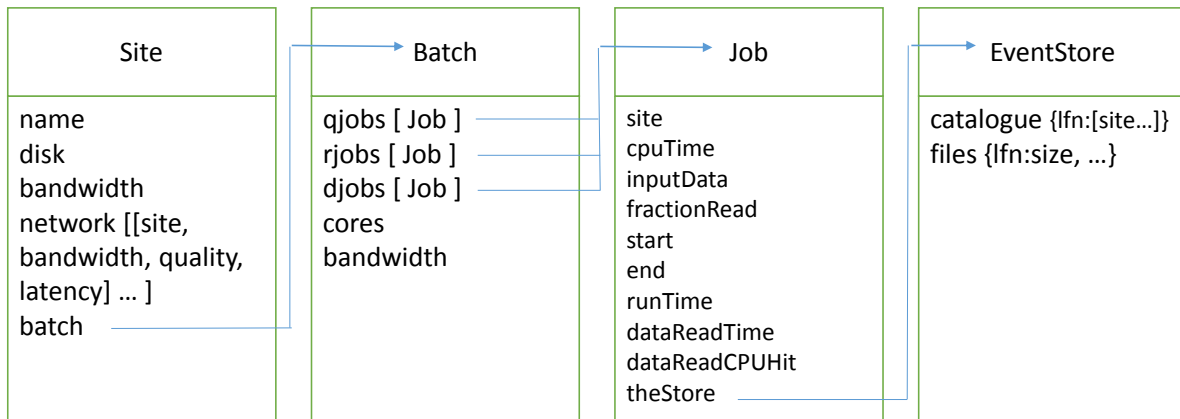 Site
name
disk
bandwidth
network [[site,
bandwidth, quality,
latency] … ]
batch
Batch
qjobs [ Job ]
rjobs [ Job ]
djobs [ Job ]
cores
bandwidth
Job
site
cpuTime
inputData
fractionRead
start
end
runTime
dataReadTime
dataReadCPUHit
theStore
EventStore
catalogue {lfn:[site…]}
files {lfn:size, …}